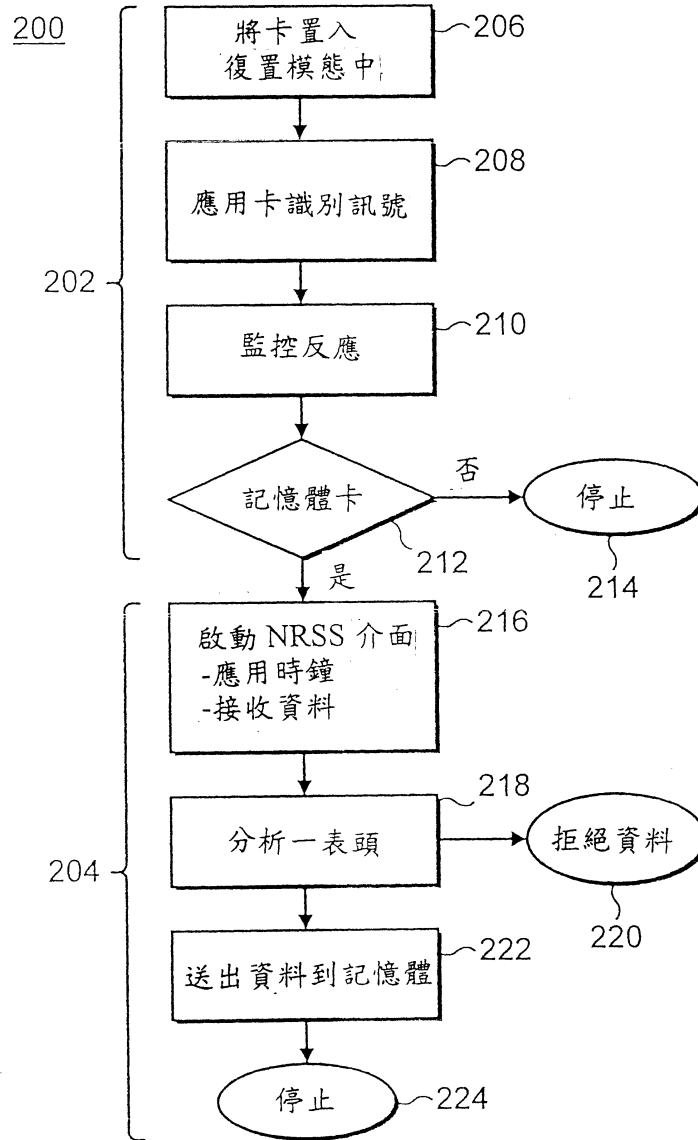 200
將卡置入
復置模態中
206
應用卡識別訊號
208
202
監控反應
210
記憶體卡
否
停止
212
214
是
啟動 NRSS 介面
-應用時鐘
-接收資料
216
分析一表頭
218
拒絕資料
220
204
送出資料到記憶體
222
停止
224